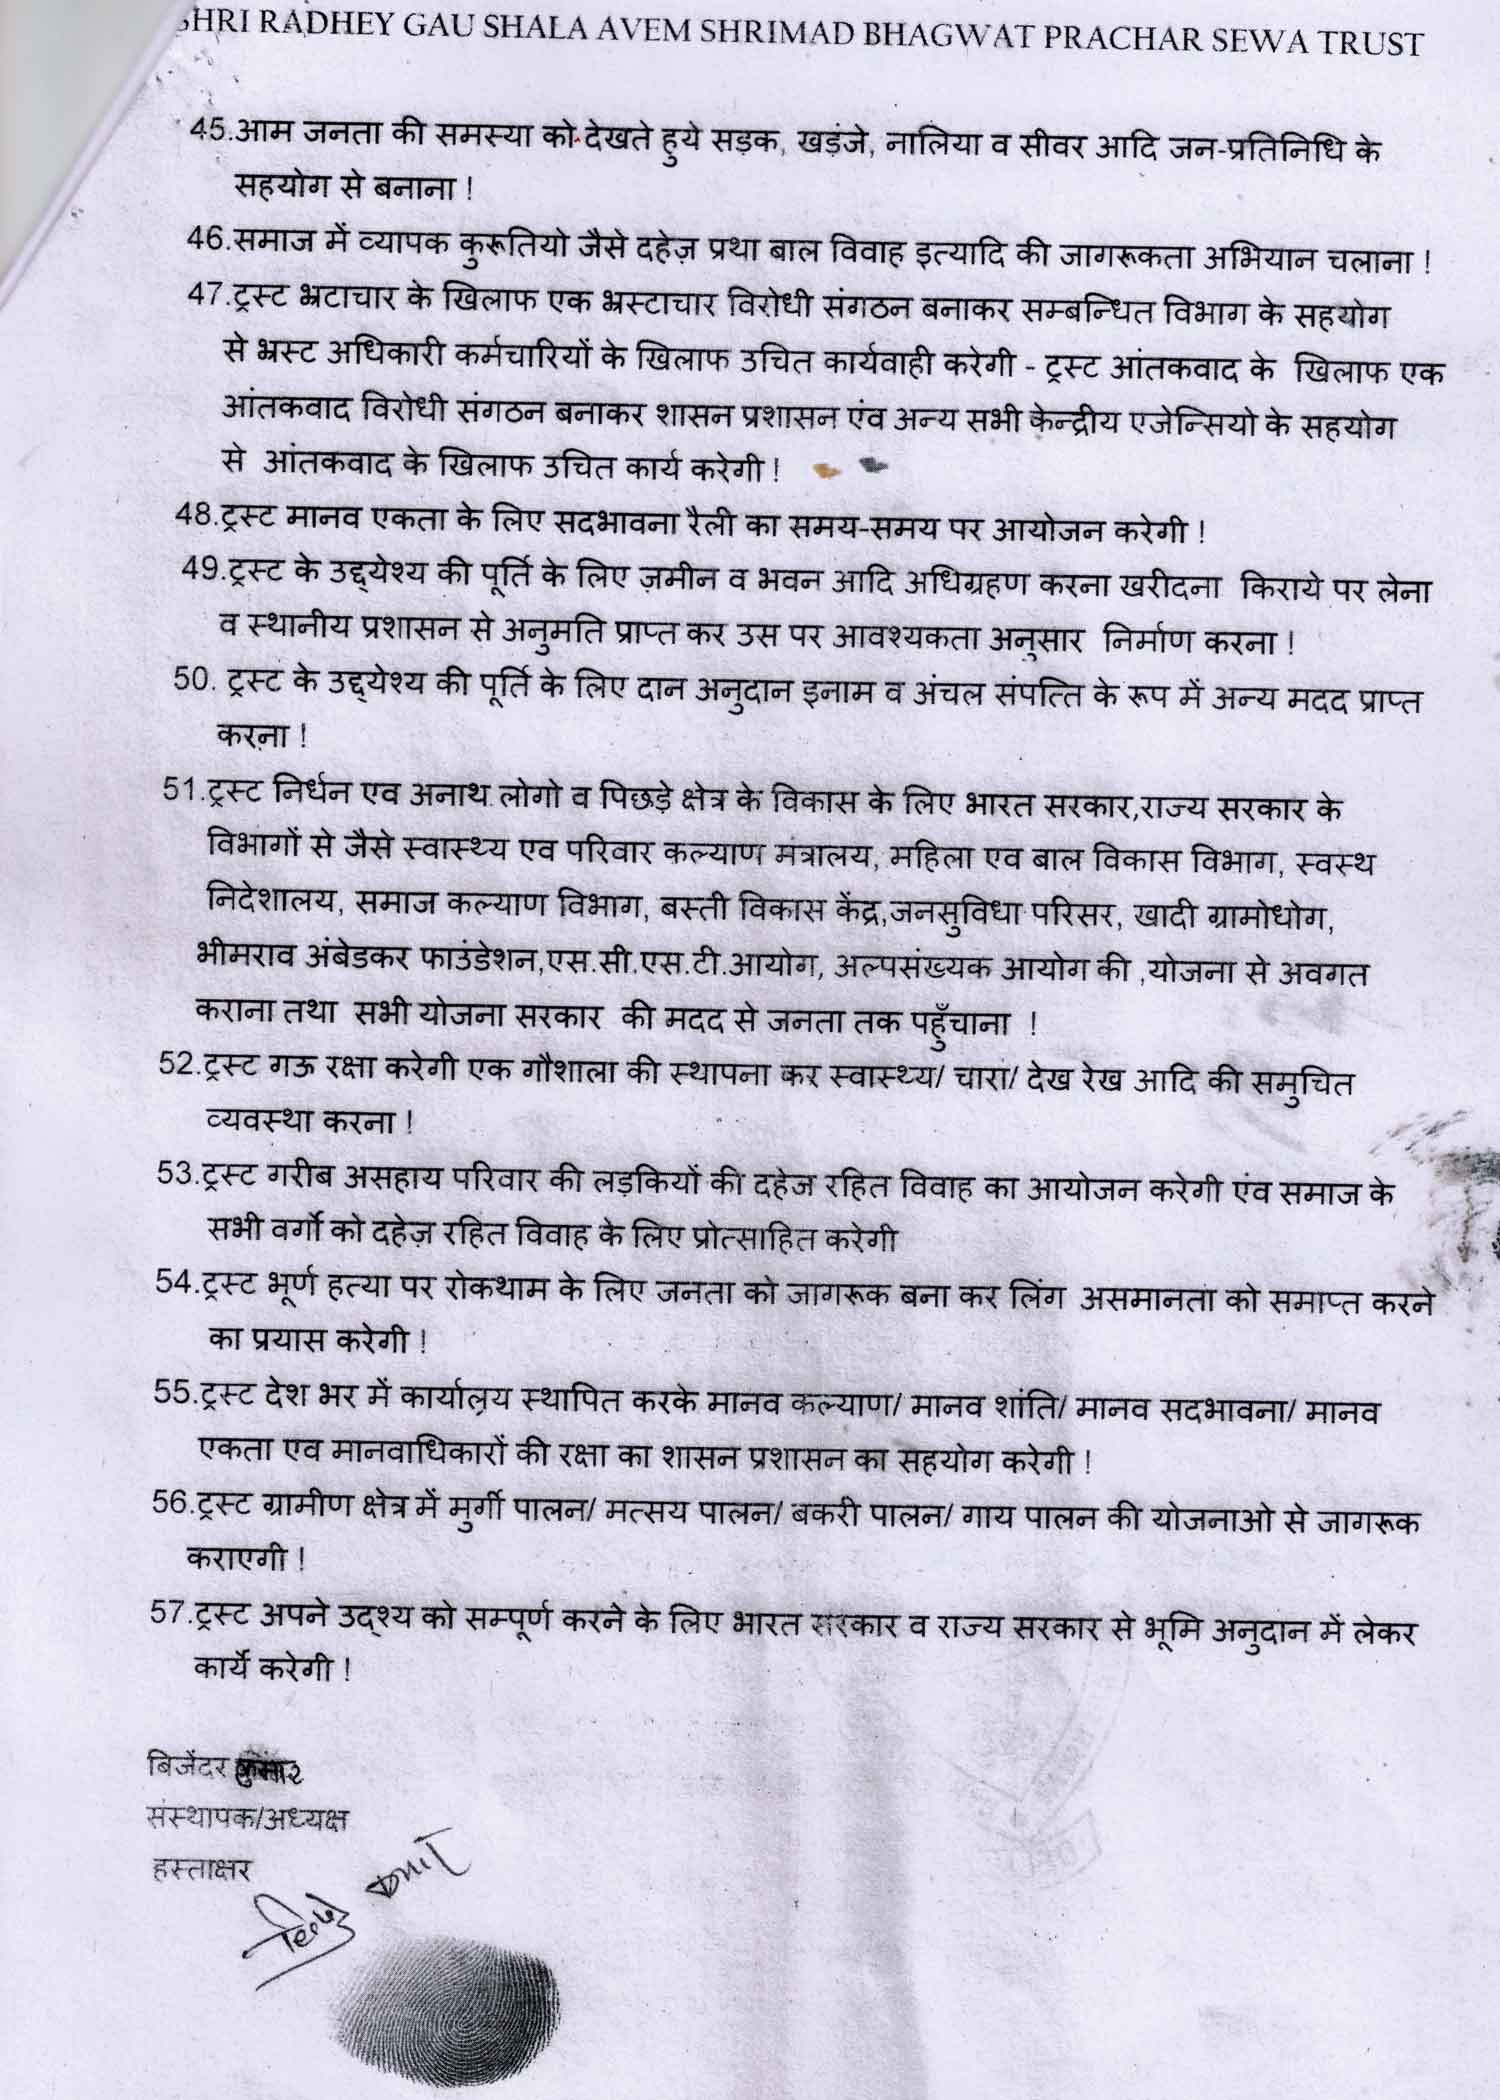 SHRI RADHEY GAU SHALA AVEM SHRIMAD BHAGWAT PRACHAR SEWA TRUST
45.आम जनता की समस्या को देखते हुये सड़क, खड़ंजे, नालिया व सीवर आदि जन-प्रतिनिधि के
सहयोग से बनाना !
46.समाज में व्यापक कुरूतियो जैसे दहेज़ प्रथा बाल विवाह इत्यादि की जागरूकता अभियान चलाना !
47.ट्रस्ट भ्रटाचार के खिलाफ एक भ्रस्टाचार विरोधी संगठन बनाकर सम्बन्धित विभाग के सहयोग
से भ्रस्ट अधिकारी कर्मचारियों के खिलाफ उचित कार्यवाही करेगी - ट्रस्ट आंतकवाद के खिलाफ एक
आंतकवाद विरोधी संगठन बनाकर शासन प्रशासन एंव अन्य सभी केन्द्रीय एजेन्सियो के सहयोग
से आंतकवाद के खिलाफ उचित कार्य करेगी !
48.ट्रस्ट मानव एकता के लिए सदभावना रैली का समय-समय पर आयोजन करेगी !
49.ट्रस्ट के उद्द्येश्य की पूर्ति के लिए ज़मीन व भवन आदि अधिग्रहण करना खरीदना किराये पर लेना
व स्थानीय प्रशासन से अनुमति प्राप्त कर उस पर आवश्यकता अनुसार निर्माण करना !
50. ट्रस्ट के उद्द्येश्य की पूर्ति के लिए दान अनुदान इनाम व अंचल संपत्ति के रूप में अन्य मदद प्राप्त
करना !
51.ट्रस्ट निर्धन एव अनाथ लोगो व पिछड़े क्षेत्र के विकास के लिए भारत सरकार,राज्य सरकार के
विभागों से जैसे स्वास्थ्य एव परिवार कल्याण मंत्रालय, महिला एव बाल विकास विभाग, स्वस्थ
निदेशालय, समाज कल्याण विभाग, बस्ती विकास केंद्र,जनसुविधा परिसर, खादी ग्रामोधोग,
भीमराव अंबेडकर फाउंडेशन,एस.सी.एस.टी.आयोग, अल्पसंख्यक आयोग की ,योजना से अवगत
कराना तथा सभी योजना सरकार की मदद से जनता तक पहुँचाना !
52.ट्रस्ट गऊ रक्षा करेगी एक गौशाला की स्थापना कर स्वास्थ्य/ चारा/ देख रेख आदि की समुचित
व्यवस्था करना !
53.ट्रस्ट गरीब असहाय परिवार की लड़कियों की दहेज रहित विवाह का आयोजन करेगी एंव समाज के
सभी वर्गो को दहेज़ रहित विवाह के लिए प्रोत्साहित करेगी
54.ट्रस्ट भूर्ण हत्या पर रोकथाम के लिए जनता को जागरूक बना कर लिंग असमानता को समाप्त करने
का प्रयास करेगी !
55.ट्रस्ट देश भर में कार्यालय स्थापित करके मानव कल्याण/ मानव शांति/ मानव सदभावना/ मानव
एकता एव मानवाधिकारों की रक्षा का शासन प्रशासन का सहयोग करेगी !
56.ट्रस्ट ग्रामीण क्षेत्र में मुर्गी पालन/ मत्सय पालन/ बकरी पालन/ गाय पालन की योजनाओ से जागरूक
कराएगी !
57.ट्रस्ट अपने उद्श्य को सम्पूर्ण करने के लिए भारत सरकार व राज्य सरकार से भूमि अनुदान में लेकर
कार्ये करेगी !
बिजेंदर कुमार
संस्थापक/अध्यक्ष
हस्ताक्षर